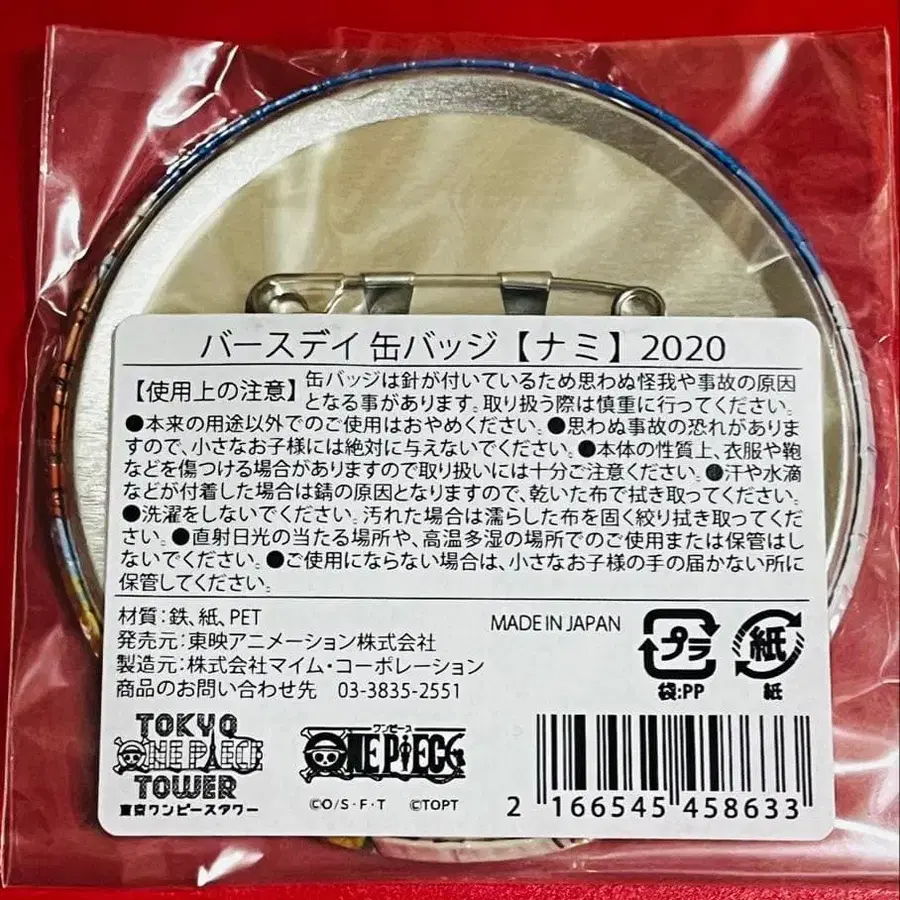 バースデイ 缶バッジ【ナミ】2020
【使用上の注意】缶バッジは針が付いているため思わぬ怪我や事故の原因
となる事があります。取り扱う際は慎重に行ってください。
●本来の用途以外でのご使用はおやめください。●思わぬ事故の恐れがありま
すので、小さなお子様には絶対に与えないでください。●本体の性質上、衣服や鞄
などを傷つける場合がありますので取り扱いには十分ご注意ください。●汗や水滴
などが付着した場合は錆の原因となりますので、乾いた布で拭き取ってください。
●洗濯をしないでください。汚れた場合は濡らした布を固く絞り拭き取ってくだ
さい。●直射日光の当たる場所や、高温多湿の場所でのご使用または保管はし
ないでください。●ご使用にならない場合は、小さなお子様の手の届かない所に
保管してください。
材質：鉄、紙、PET
発売元：東映アニメーション株式会社
製造元：株式会社マイム・コーポレーション
商品のお問い合わせ先 03-3835-2551
MADE IN JAPAN
プラ
袋:PP
紙
紙
TOKYO
ONE PIECE
TOWER
東京ワンピースタワー
ワンピース
ONE PIECE
©O/S・F・T ©TOPT
2 166545 458633